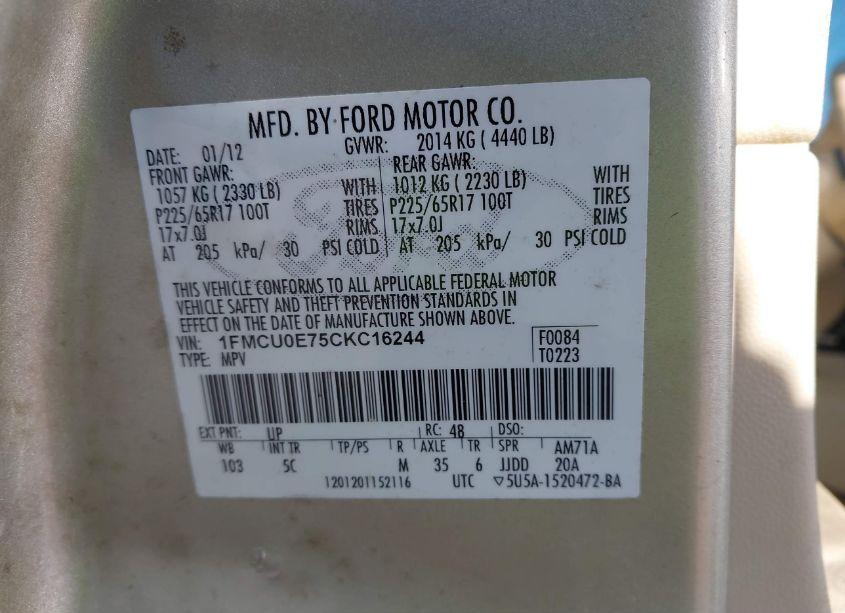 MFD. BY FORD MOTOR CO.
DATE: 01/12 GVWR: 2014 KG ( 4440 LB)
FRONT GAWR: REAR GAWR:
1057 KG ( 2330 LB) WITH 1012 KG ( 2230 LB) WITH
P225/65R17 100T TIRES P225/65R17 100T TIRES
17x7.0J RIMS 17x7.0J RIMS
AT 205 kPa/ 30 PSI COLD AT 205 kPa/ 30 PSI COLD
THIS VEHICLE CONFORMS TO ALL APPLICABLE FEDERAL MOTOR
VEHICLE SAFETY AND THEFT PREVENTION STANDARDS IN
EFFECT ON THE DATE OF MANUFACTURE SHOWN ABOVE.
VIN: 1FMCU0E75CKC16244 F0084
TYPE: MPV T0223
EXT PNT: UP RC: 48 DSO:
WB INT TR TP/PS R AXLE TR SPR AM71A
103 5C M 35 6 JJDD 20A
1201201152116 UTC ▽5U5A-1520472-BA